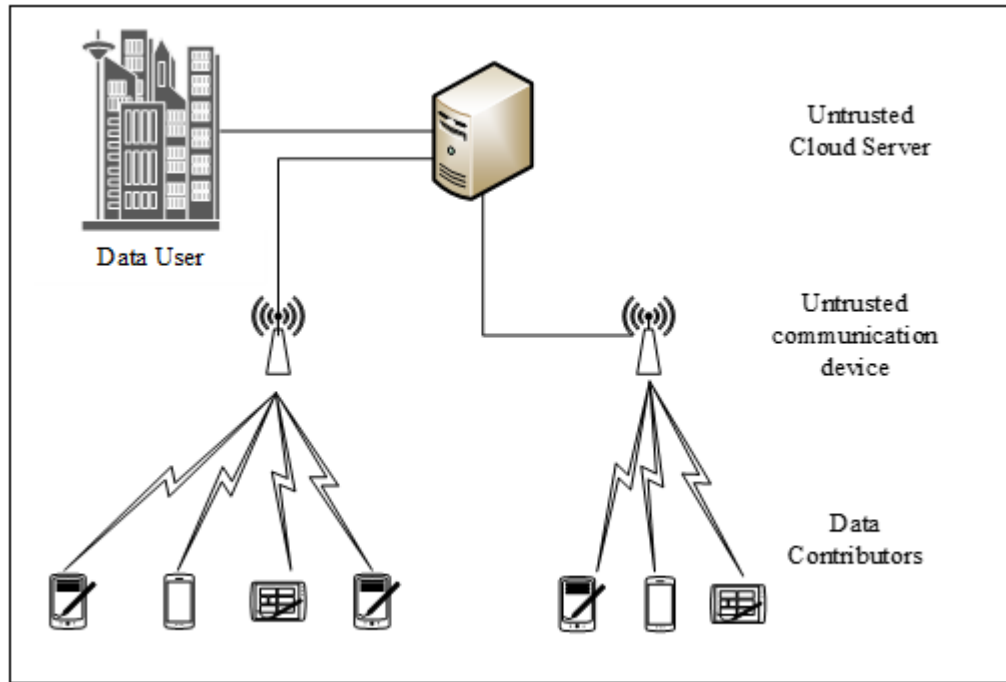 Untrusted
Cloud Server
Data User
Untrusted
communication
device
Data
Contributors